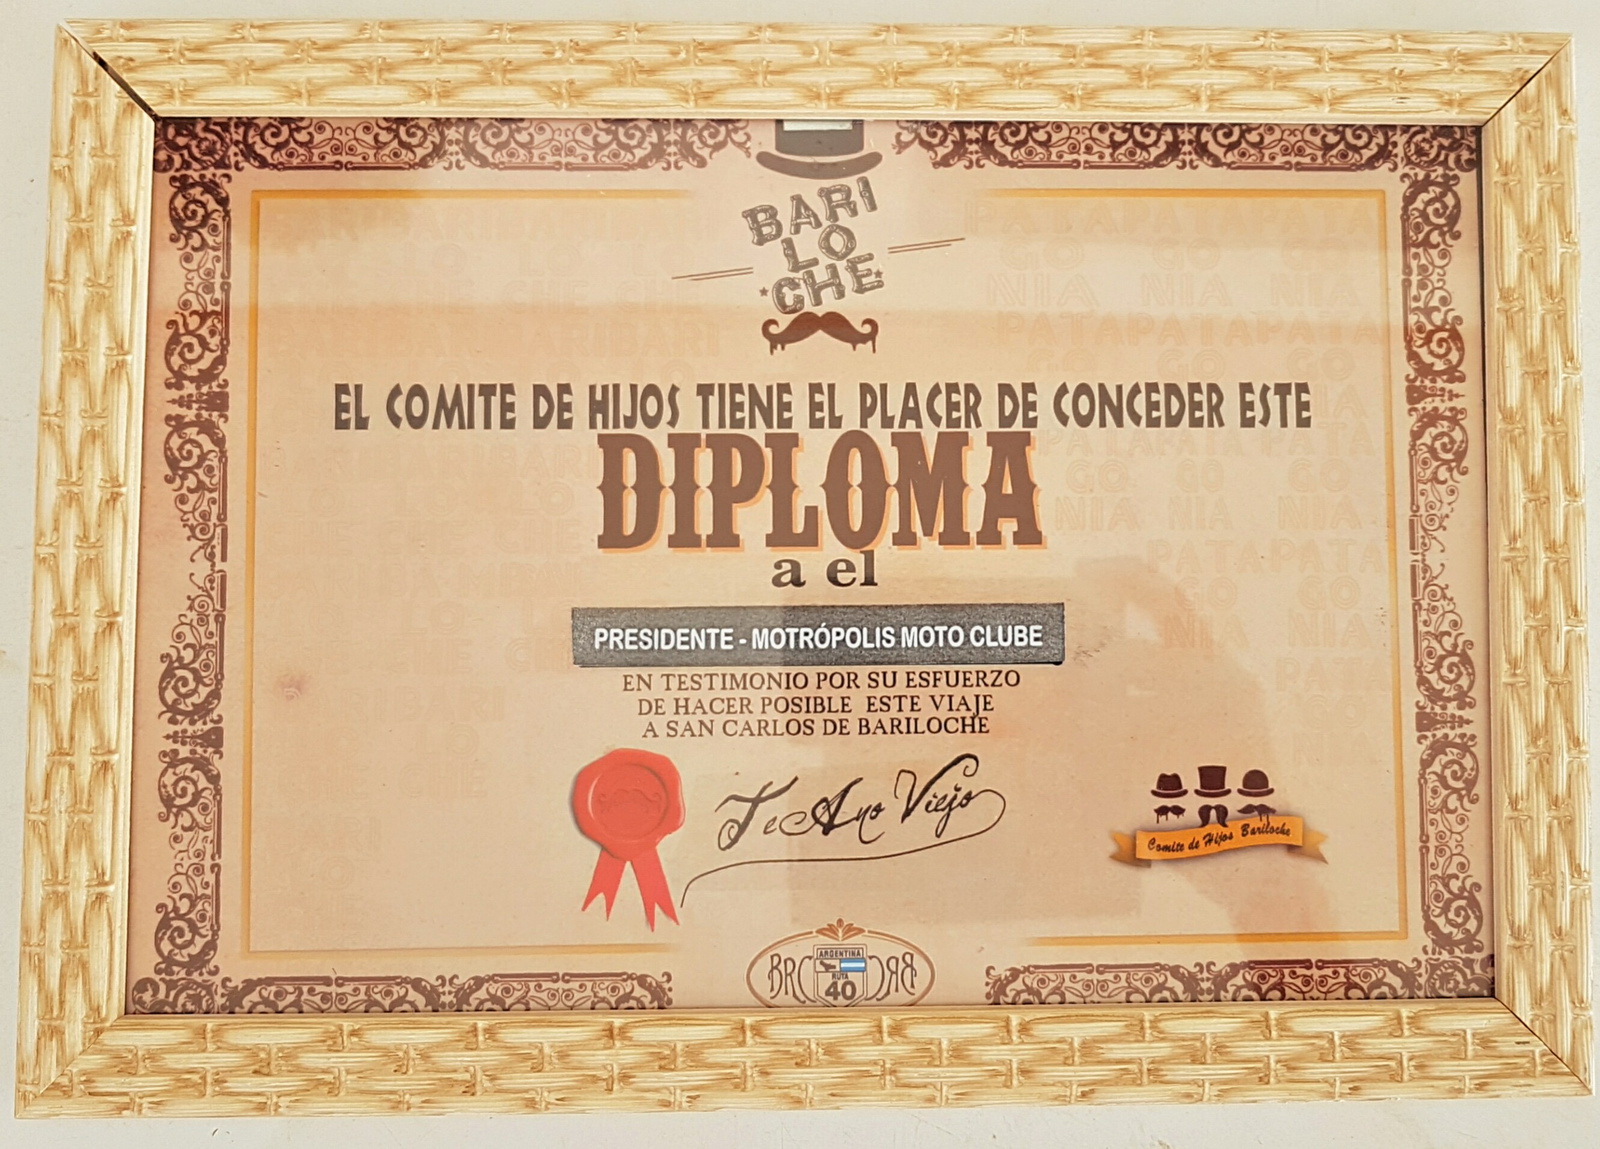 BARI
LO
CHE
EL COMITE DE HIJOS TIENE EL PLACER DE CONCEDER ESTE
DIPLOMA
a el
PRESIDENTE - MOTRÓPOLIS MOTO CLUBE
EN TESTIMONIO POR SU ESFUERZO
DE HACER POSIBLE ESTE VIAJE
A SAN CARLOS DE BARILOCHE
Te Ano Viejo
Comite de Hijos Bariloche
ARGENTINA
BRC
RUTA
40